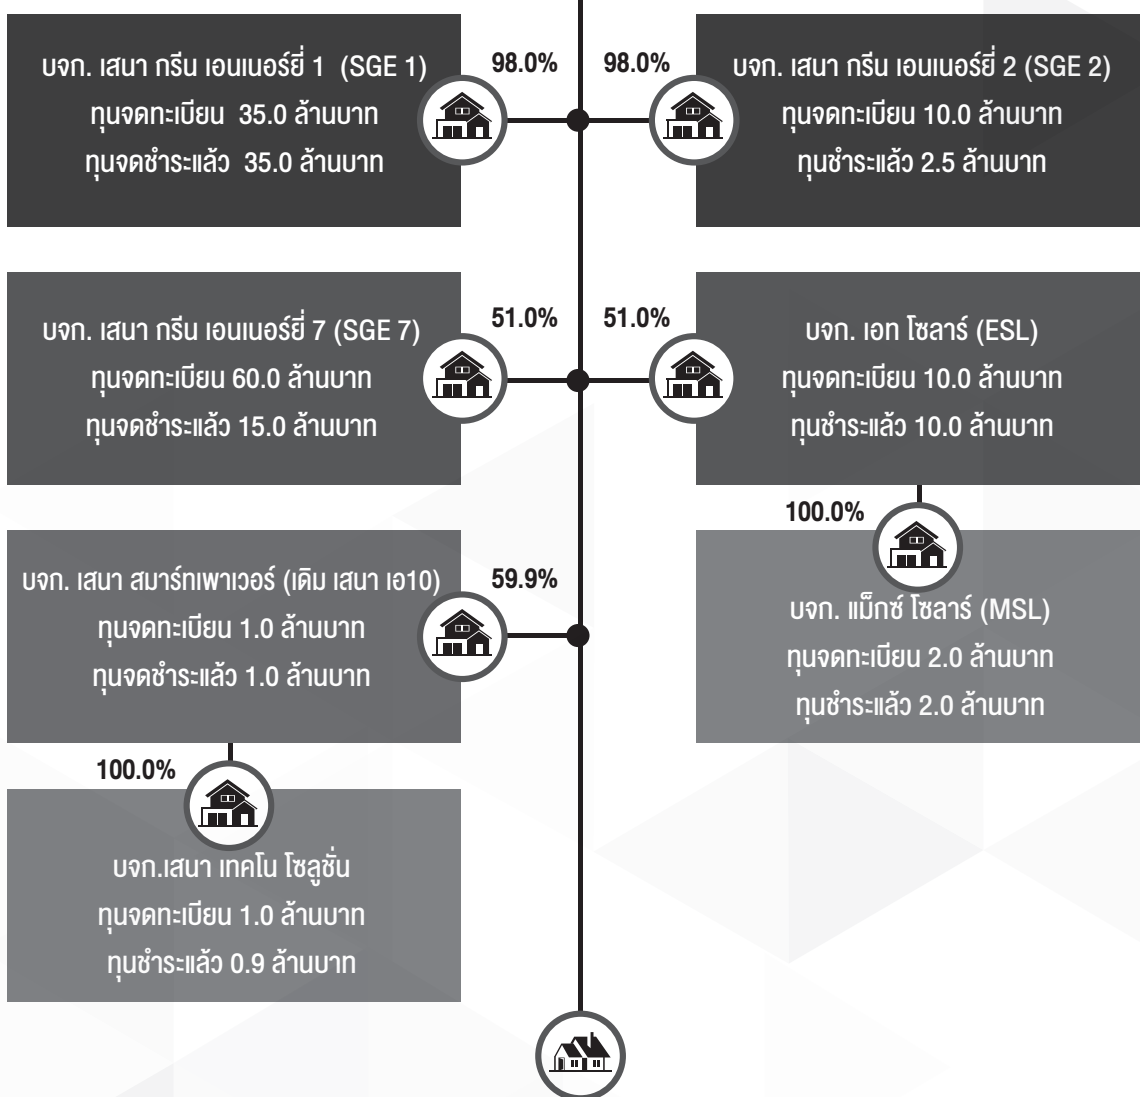 98.0%
98.0%
บจก. เสนา กรีน เอนเนอร์ยี่ 1 (SGE 1)
ทุนจดทะเบียน 35.0 ล้านบาท
ทุนจดชำระแล้ว 35.0 ล้านบาท
บจก. เสนา กรีน เอนเนอร์ยี่ 2 (SGE 2)
ทุนจดทะเบียน 10.0 ล้านบาท
ทุนชำระแล้ว 2.5 ล้านบาท
51.0%
51.0%
บจก. เสนา กรีน เอนเนอร์ยี่ 7 (SGE 7)
ทุนจดทะเบียน 60.0 ล้านบาท
ทุนจดชำระแล้ว 15.0 ล้านบาท
บจก. เอท โซลาร์ (ESL)
ทุนจดทะเบียน 10.0 ล้านบาท
ทุนชำระแล้ว 10.0 ล้านบาท
100.0%
บจก. แม็กซ์ โซลาร์ (MSL)
ทุนจดทะเบียน 2.0 ล้านบาท
ทุนชำระแล้ว 2.0 ล้านบาท
59.9%
บจก. เสนา สมาร์ทเพาเวอร์ (เดิม เสนา เอ10)
ทุนจดทะเบียน 1.0 ล้านบาท
ทุนจดชำระแล้ว 1.0 ล้านบาท
100.0%
บจก.เสนา เทคโน โซลูชั่น
ทุนจดทะเบียน 1.0 ล้านบาท
ทุนชำระแล้ว 0.9 ล้านบาท